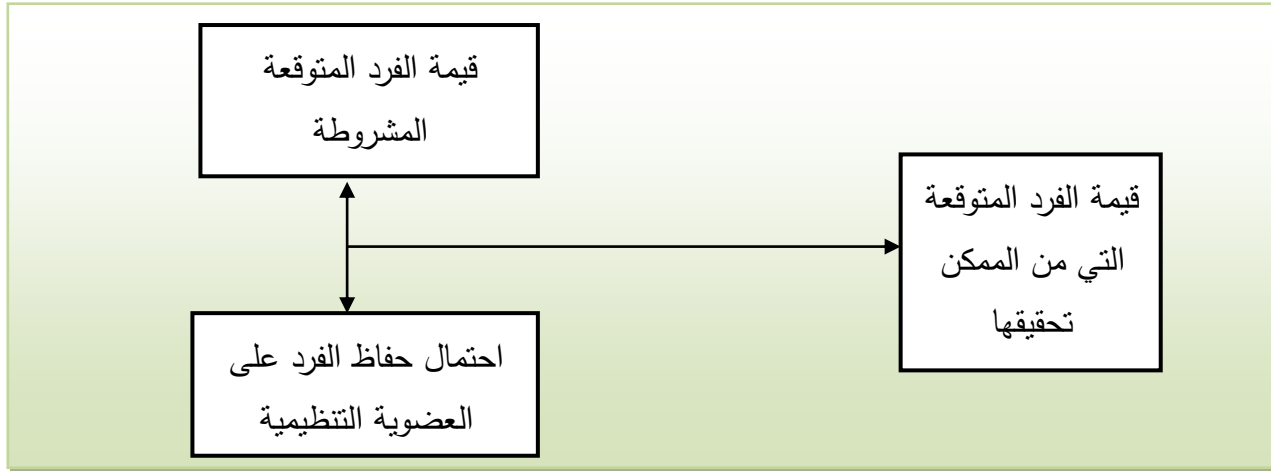 قيمة الفرد المتوقعة
المشروطة
قيمة الفرد المتوقعة
التي من الممكن
تحقيقها
احتمال حفاظ الفرد على
العضوية التنظيمية